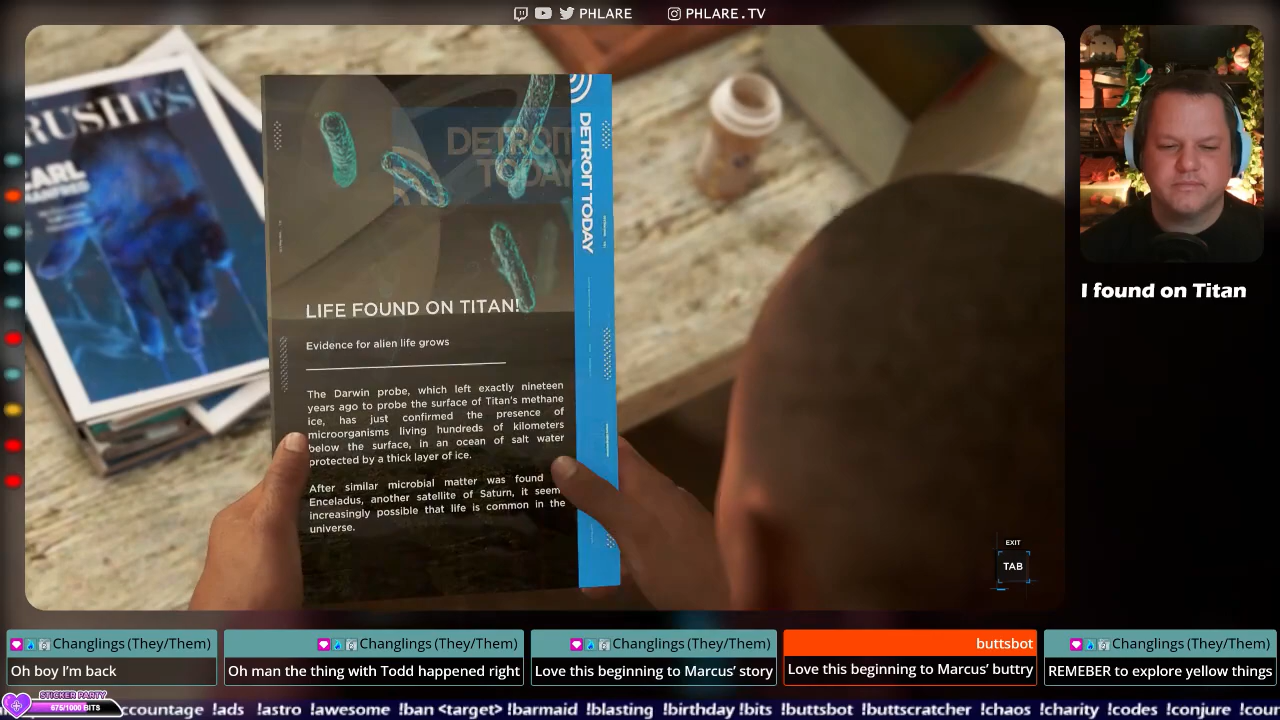 PHLARE
PHLARE.TV
RUSHES
DETROIT
TODAY
DETROIT TODAY
LIFE FOUND ON TITAN!
Evidence for alien life grows
The Darwin probe, which left exactly nineteen
years ago to probe the surface of Titan's methane
ice, has just confirmed the presence of
microorganisms living hundreds of kilometers
below the surface, in an ocean of salt water
protected by a thick layer of ice.
After similar microbial matter was found
Enceladus, another satellite of Saturn, it seem
increasingly possible that life is common in the
universe.
EXIT
TAB
I found on Titan
Changlings (They/Them)
Oh boy I'm back
Changlings (They/Them)
Oh man the thing with Todd happened right
Changlings (They/Them)
Love this beginning to Marcus' story
buttsbot
Love this beginning to Marcus' buttry
Changlings (They/Them)
REMEBER to explore yellow things
STICKER PARTY
675/1000 BITS
ccountage !ads !astro !awesome !ban <target> !barmaid !blasting !birthday !bits !buttsbot !buttscratcher !chaos !charity !codes !conjure !cour